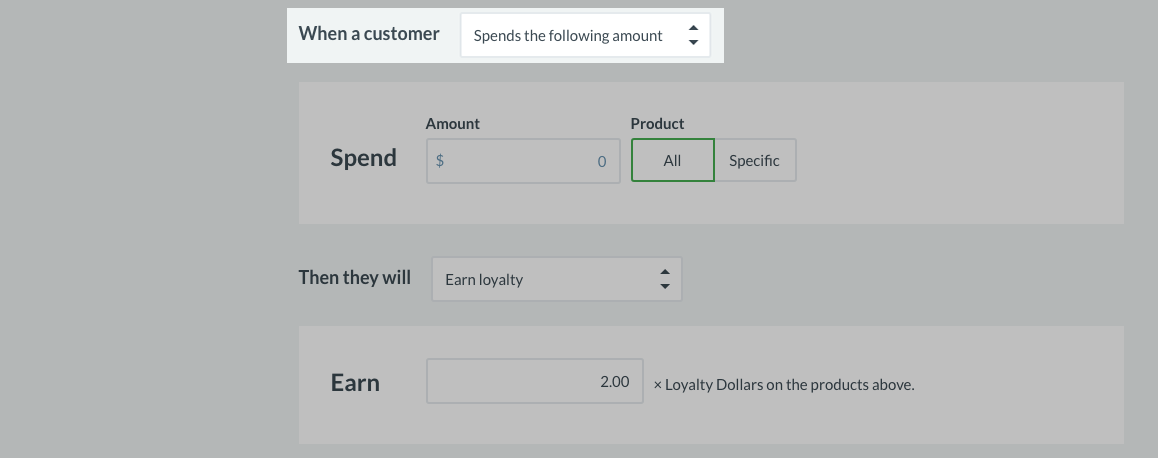 When a customer Spends the following amount
Amount Product
Spend $ 0 All Specific
Then they will Earn loyalty
Earn 2.00 × Loyalty Dollars on the products above.